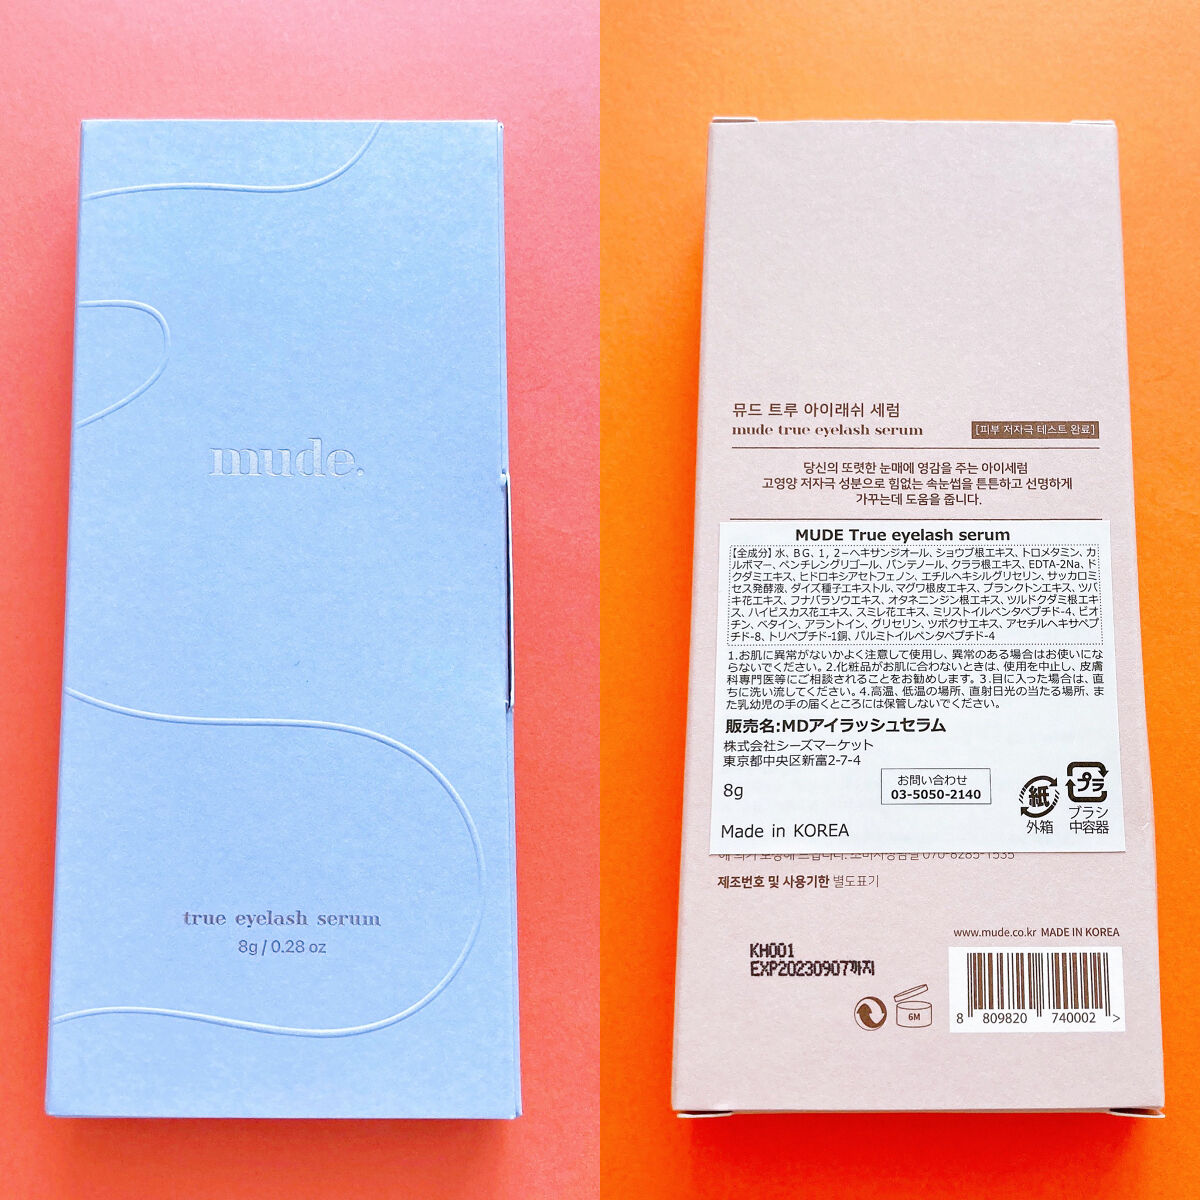 mude.
true eyelash serum
8g / 0.28 oz
뮤드 트루 아이래쉬 세럼
mude true eyelash serum
[피부 저자극 테스트 완료]
당신의 또렷한 눈매에 영감을 주는 아이세럼
고영양 저자극 성분으로 힘없는 속눈썹을 튼튼하고 선명하게
가꾸는데 도움을 줍니다.
MUDE True eyelash serum
【全成分】水、BG、1,2-ヘキサンジオール、ショウブ根エキス、トロメタミン、カ
ルボマー、ペンチレングリゴール、パンテノール、クララ根エキス、EDTA-2Na、ド
クダミエキス、ヒドロキシアセトフェノン、エチルヘキシルグリセリン、サッカロミ
セス発酵液、ダイズ種子エキストル、マグワ根皮エキス、プランクトンエキス、ツバ
キ花エキス、フナバラソウエキス、オタネニンジン根エキス、ツルドクダミ根エキ
ス、ハイビスカス花エキス、スミレ花エキス、ミリストイルペンタペプチド-4、ビオ
チン、ベタイン、アラントイン、グリセリン、ツボクサエキス、アセチルヘキサペプ
チド-8、トリペプチド-1銅、パルミトイルペンタペプチド-4
1.お肌に異常がないかよく注意して使用し、異常のある場合はお使いにな
らないでください。2.化粧品がお肌に合わないときは、使用を中止し、皮膚
科専門医等にご相談されることをお勧めします。3.目に入った場合は、直
ちに洗い流してください。4.高温、低温の場所、直射日光の当たる場所、ま
た乳幼児の手の届くところには保管しないでください。
販売名:MDアイラッシュセラム
株式会社シーズマーケット
東京都中央区新富2-7-4
8g
お問い合わせ
03-5050-2140
紙
外箱
プラ
ブラシ
中容器
Made in KOREA
070-8285-1535
제조번호 및 사용기한 별도표기
www.mude.co.kr MADE IN KOREA
KH001
EXP20230907까지
6M
8 809820 740002 >